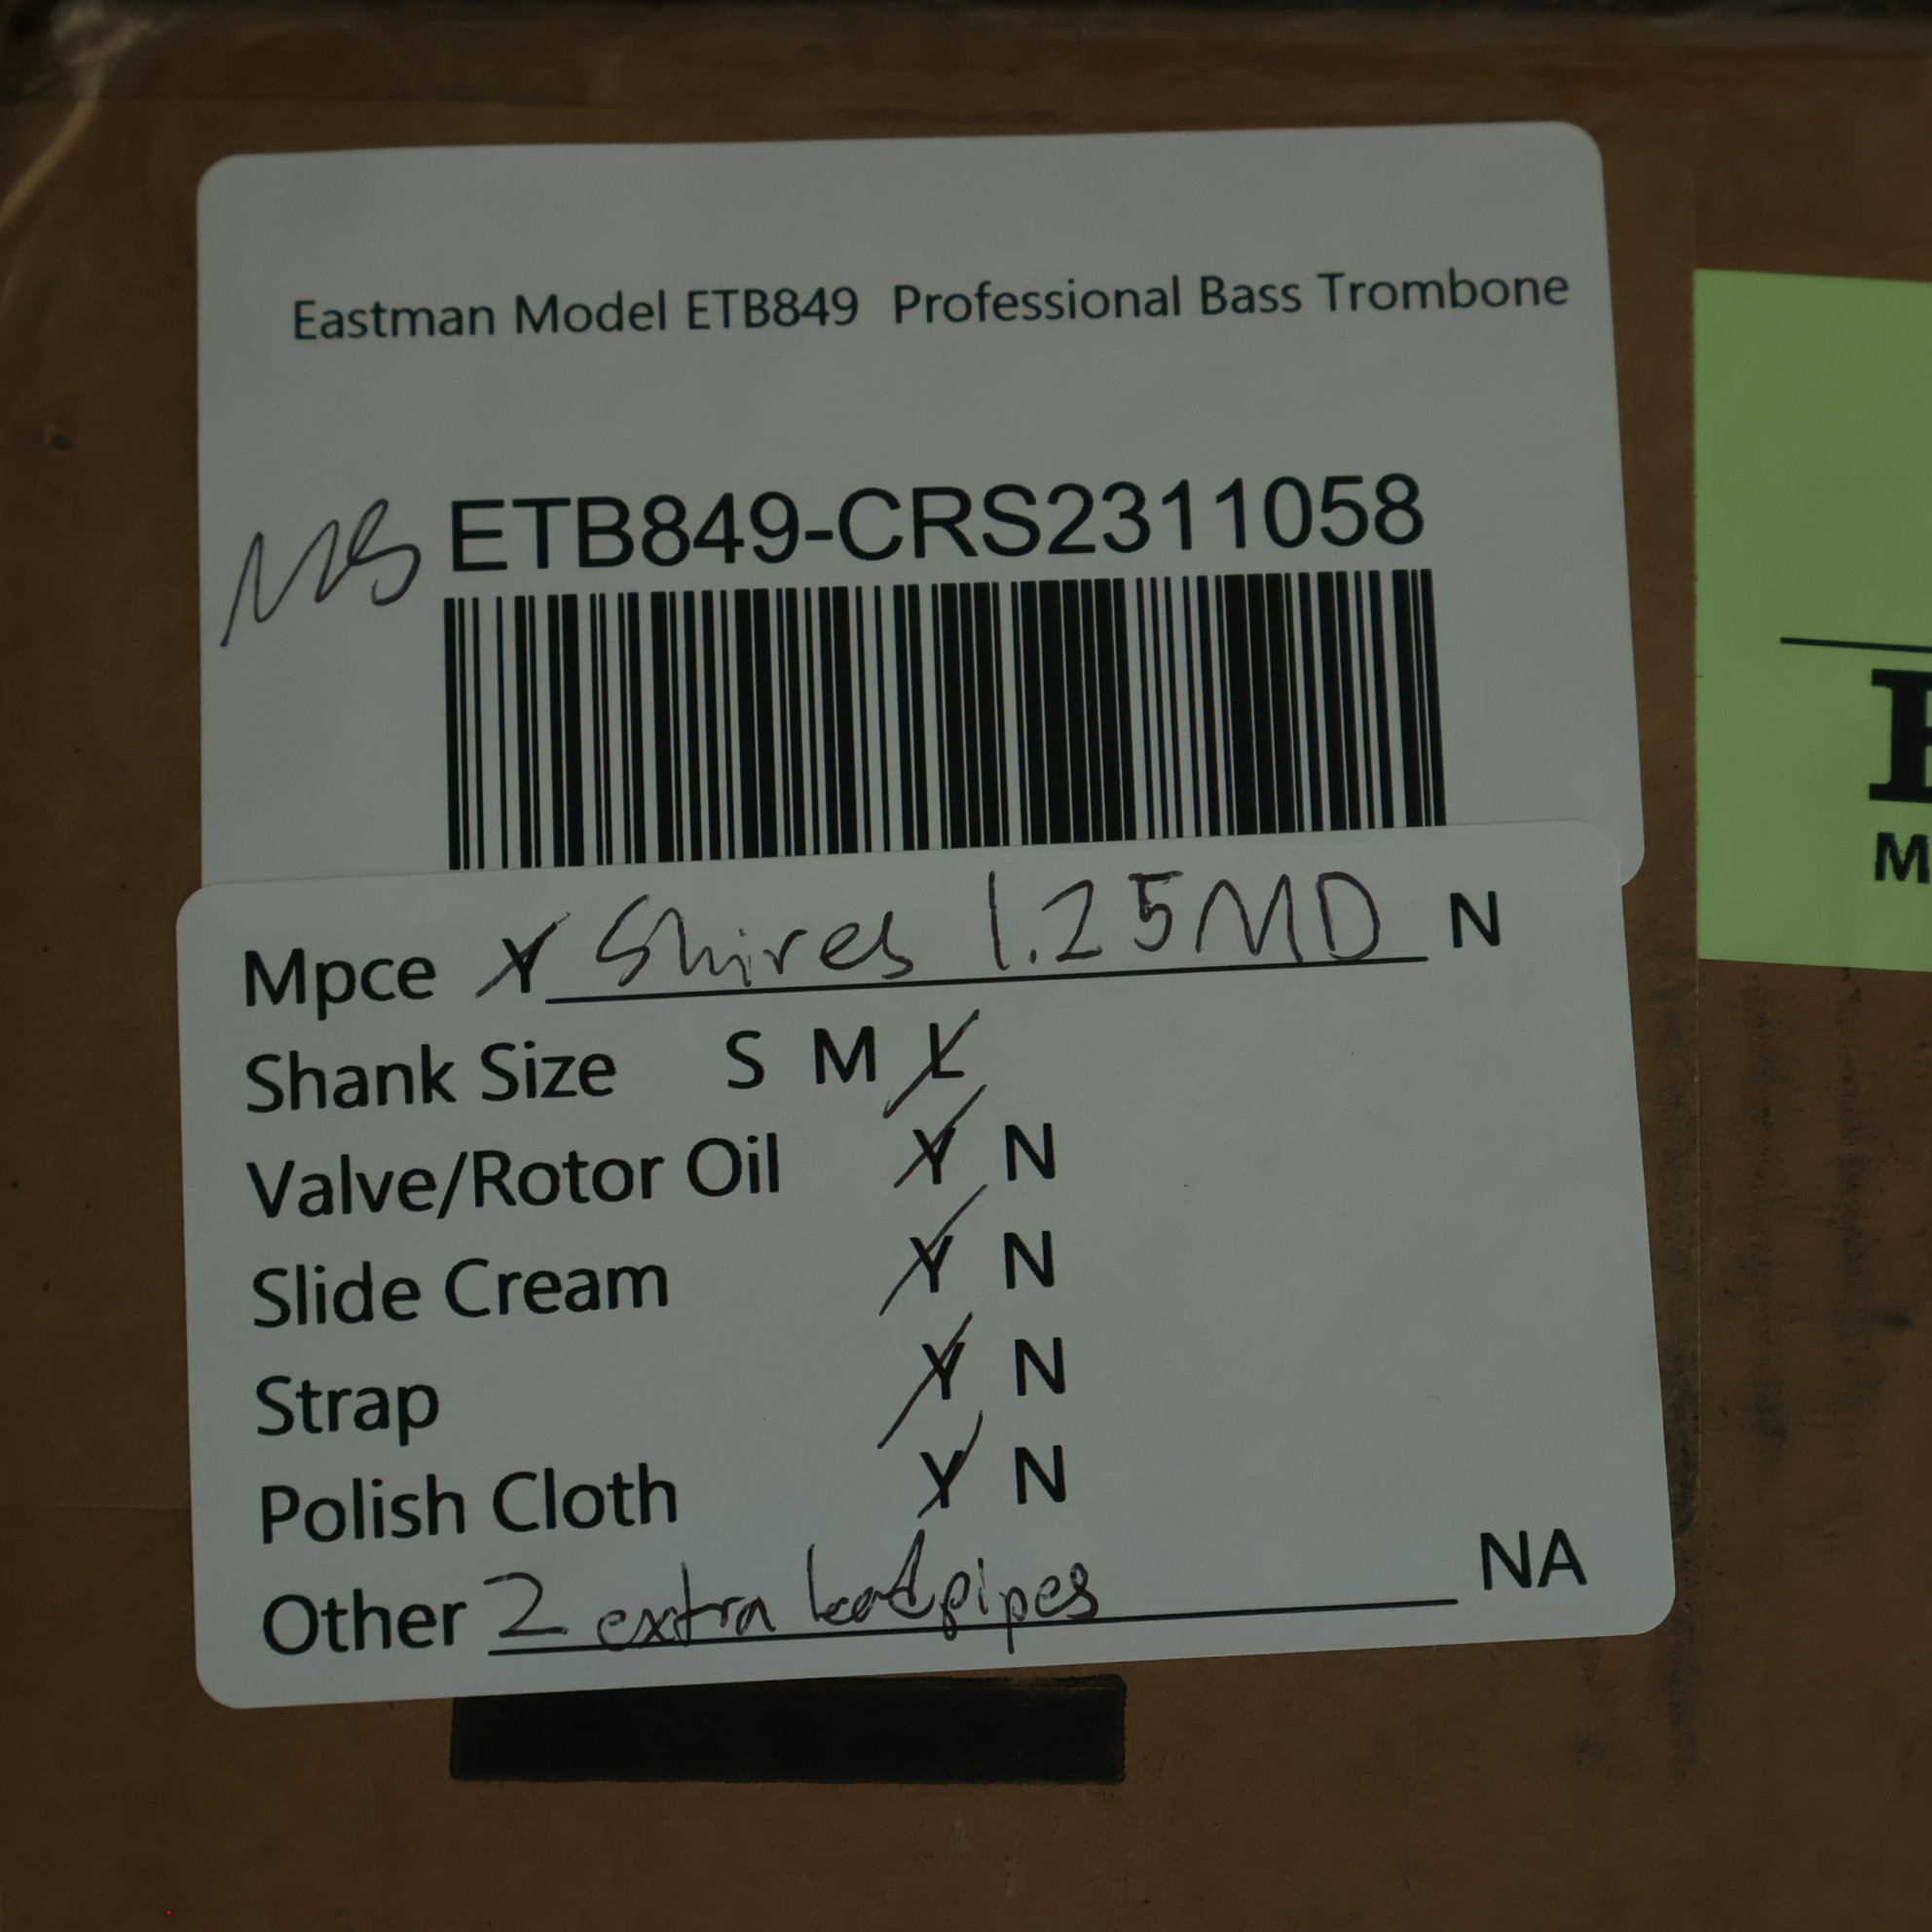 Eastman Model ETB849 Professional Bass Trombone
ETB849-CRS2311058
Mpce Y Shires 1.25MD N
Shank Size S M L
Valve/Rotor Oil Y N
Slide Cream Y N
Strap Y N
Polish Cloth Y N
Other 2 extra leadpipes NA